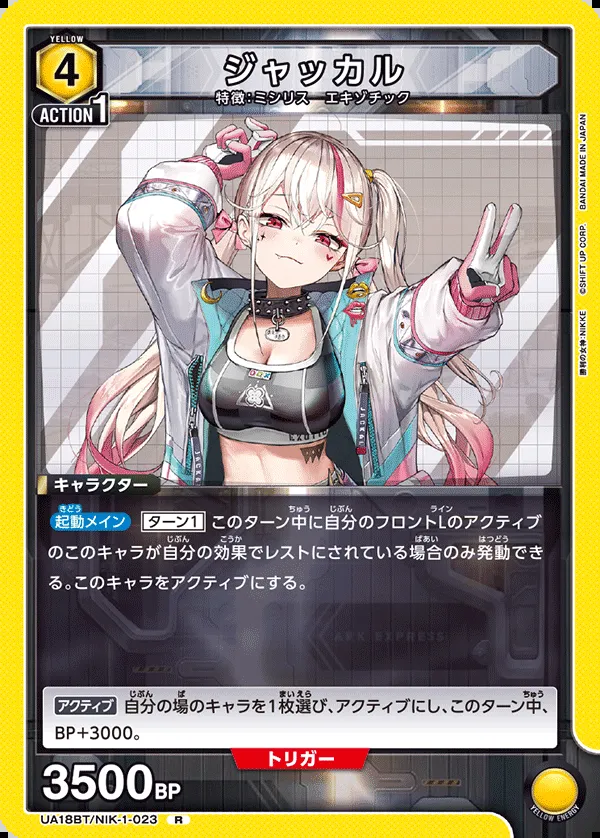 YELLOW
4
ACTION 1
ジャッカル
特徴:ミシリス エキゾチック
BANDAI MADE IN JAPAN
©SHIFT UP CORP.
勝利の女神:NIKKE
JACKAL
EXOTIC
キャラクター
起動メイン ターン1 このターン中に自分のフロントLのアクティブ
のこのキャラが自分の効果でレストにされている場合のみ発動でき
る。このキャラをアクティブにする。
APK EXPRESS
アクティブ 自分の場のキャラを1枚選び、アクティブにし、このターン中、
BP+3000。
トリガー
3500BP
UA18BT/NIK-1-023 R
YELLOW ENERGY